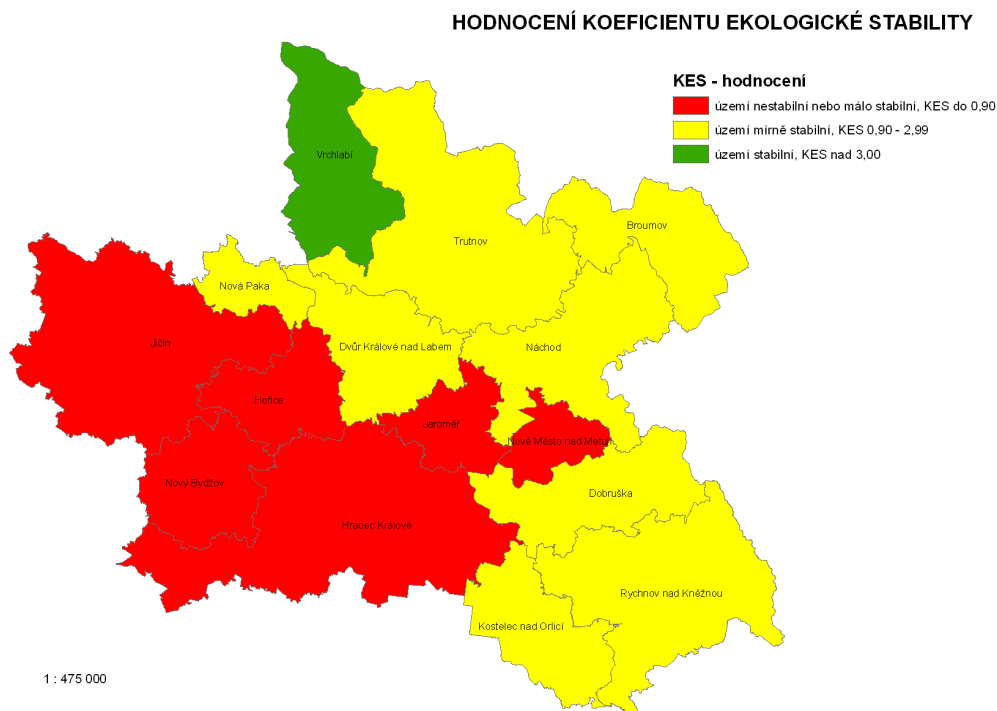 HODNOCENÍ KOEFICIENTU EKOLOGICKÉ STABILITY
KES - hodnocení
území nestabilní nebo málo stabilní, KES do 0,90
území mírně stabilní, KES 0,90 - 2,99
území stabilní, KES nad 3,00
Vrchlabí
Broumov
Trutnov
Nová Paka
Jičín
Dvůr Králové nad Labem
Náchod
Hořice
Jaroměř
Nové Město nad Metují
Nový Bydžov
Dobruška
Hradec Králové
Rychnov nad Kněžnou
Kostelec nad Orlicí
1 : 475 000